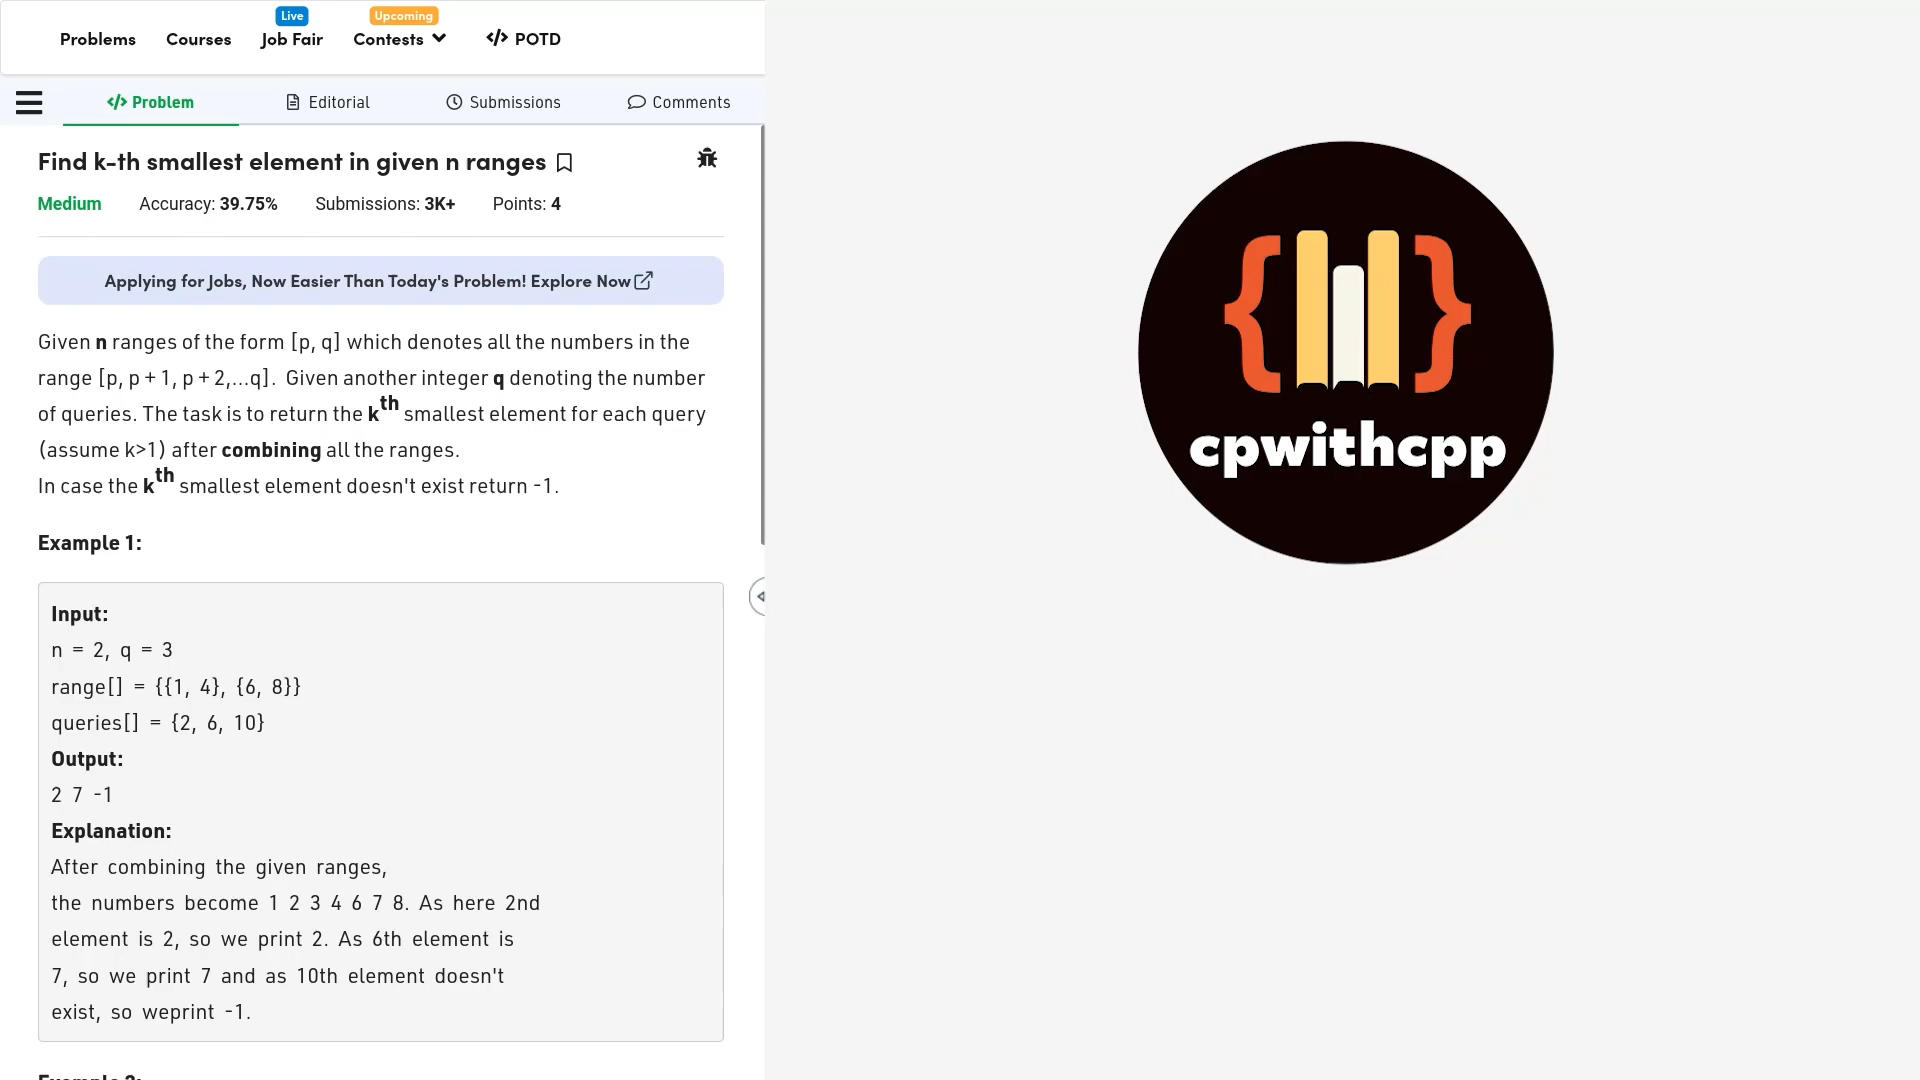 Live
Upcoming
Problems Courses Job Fair Contests </> POTD
</> Problem Editorial Submissions Comments
Find k-th smallest element in given n ranges
Medium Accuracy: 39.75% Submissions: 3K+ Points: 4
Applying for Jobs, Now Easier Than Today's Problem! Explore Now
Given n ranges of the form [p, q] which denotes all the numbers in the
range [p, p + 1, p + 2,...q].  Given another integer q denoting the number
of queries. The task is to return the kth smallest element for each query
(assume k>1) after combining all the ranges.
In case the kth smallest element doesn't exist return -1.
Example 1:
Input:
n = 2, q = 3
range[] = {{1, 4}, {6, 8}}
queries[] = {2, 6, 10}
Output:
2 7 -1
Explanation:
After combining the given ranges,
the numbers become 1 2 3 4 6 7 8. As here 2nd
element is 2, so we print 2. As 6th element is
7, so we print 7 and as 10th element doesn't
exist, so weprint -1.
cpwithcpp